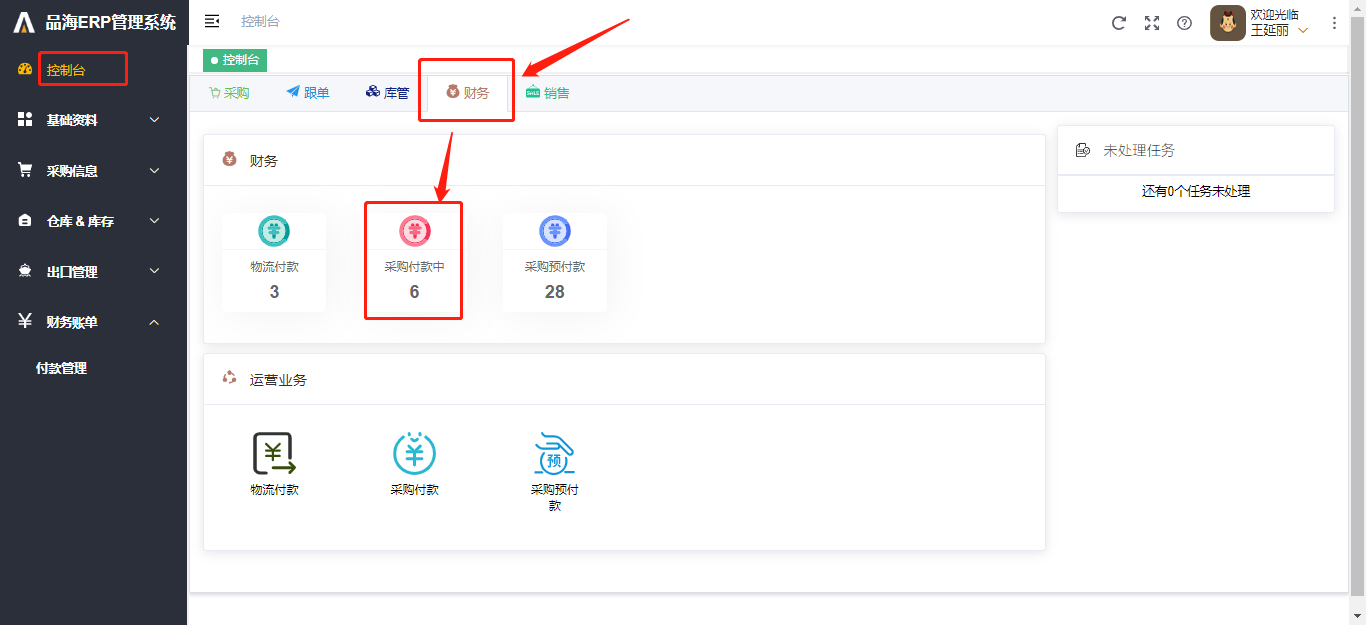 品海ERP管理系统
控制台
欢迎光临
王延丽
控制台
基础资料
采购信息
仓库 & 库存
出口管理
财务账单
付款管理
控制台
采购
跟单
库管
财务
销售
财务
物流付款
3
采购付款中
6
采购预付款
28
未处理任务
还有0个任务未处理
运营业务
物流付款
采购付款
预
采购预付
款